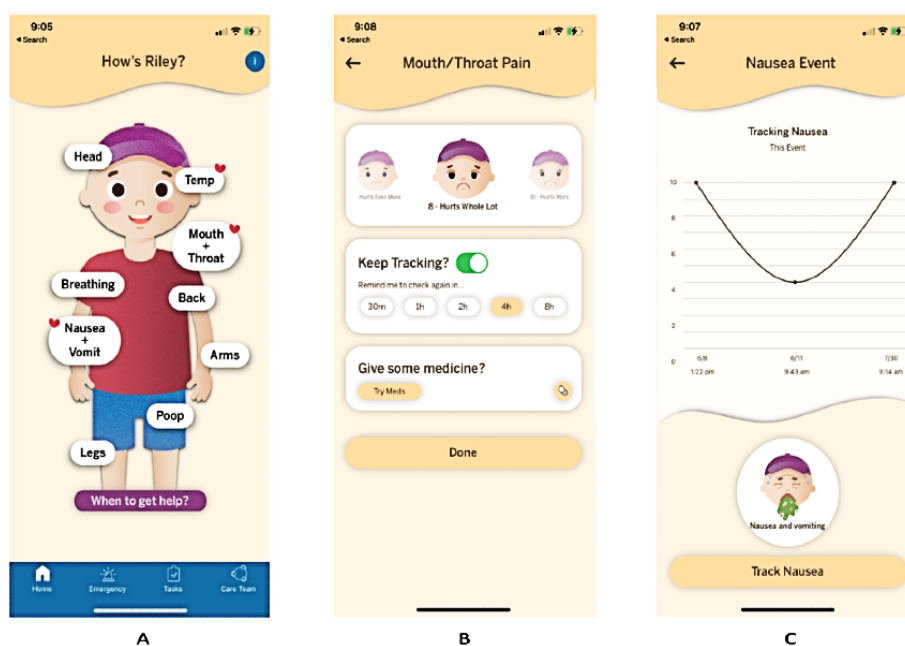 9:05
Search
How's Riley?
i
Head
Temp
Mouth
+
Throat
Breathing
Back
Nausea
+
Vomit
Arms
Poop
Legs
When to get help?
Home
Emergency
Tasks
Care Team
A
9:08
Search
Mouth/Throat Pain
Hurts Even More
8 - Hurts Whole Lot
10 - Hurts Worst
Keep Tracking?
Remind me to check again in...
30m 1h 2h 4h 8h
Give some medicine?
Try Meds
Done
B
9:07
Search
Nausea Event
Tracking Nausea
This Event
10
8
6
4
2
0
6/8 6/11 7/30
1:22 pm 9:43 am 9:14 am
Nausea and vomiting
Track Nausea
C